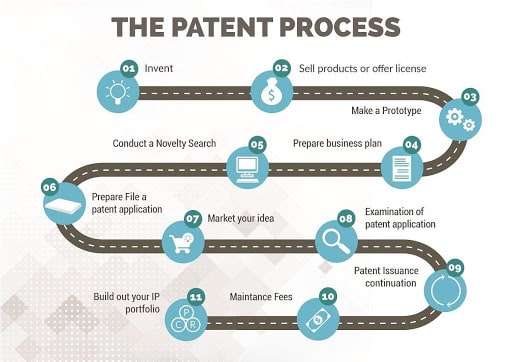 THE PATENT PROCESS
01
Invent
02
Sell products or offer license
03
Make a Prototype
04
Prepare business plan
05
Conduct a Novelty Search
06
Prepare File a
patent application
07
Market your idea
08
Examination of
patent application
09
Patent Issuance
continuation
10
Maintance Fees
11
Build out your IP
portfolio
P
C R
$